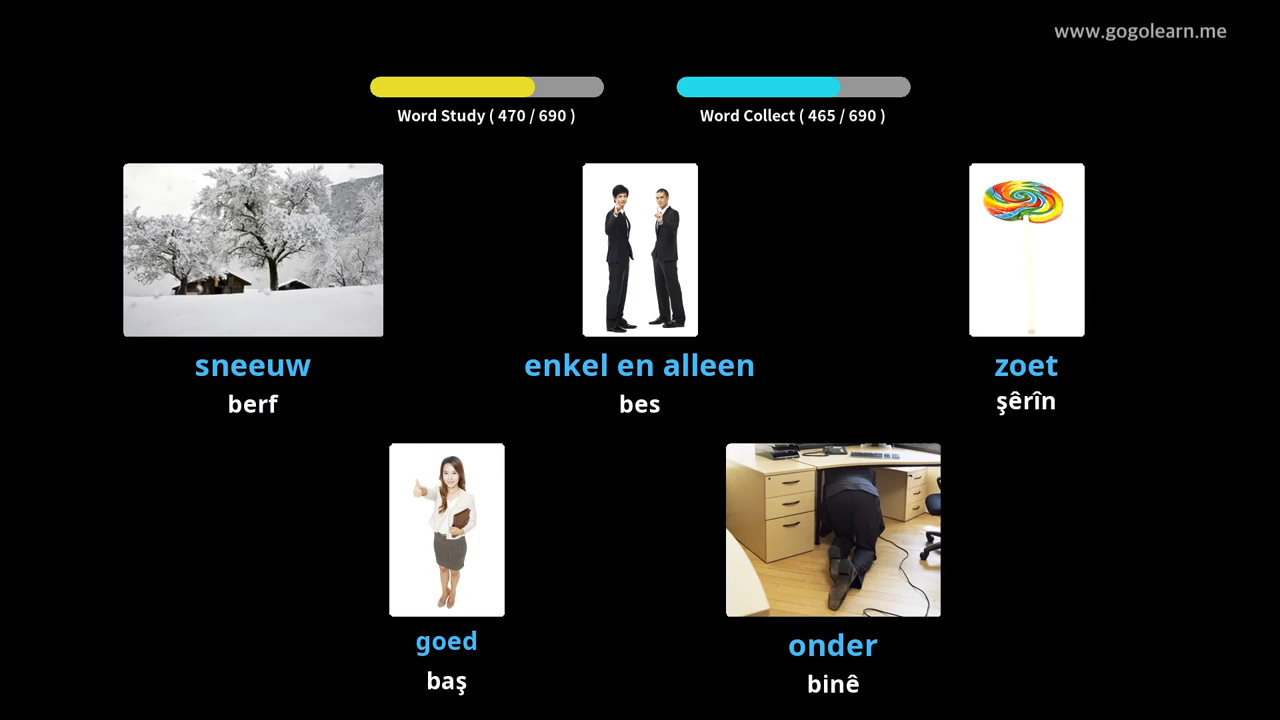 www.gogolearn.me
Word Study ( 470 / 690 )
Word Collect ( 465 / 690 )
sneeuw
berf
enkel en alleen
bes
zoet
şêrîn
goed
baş
onder
binê